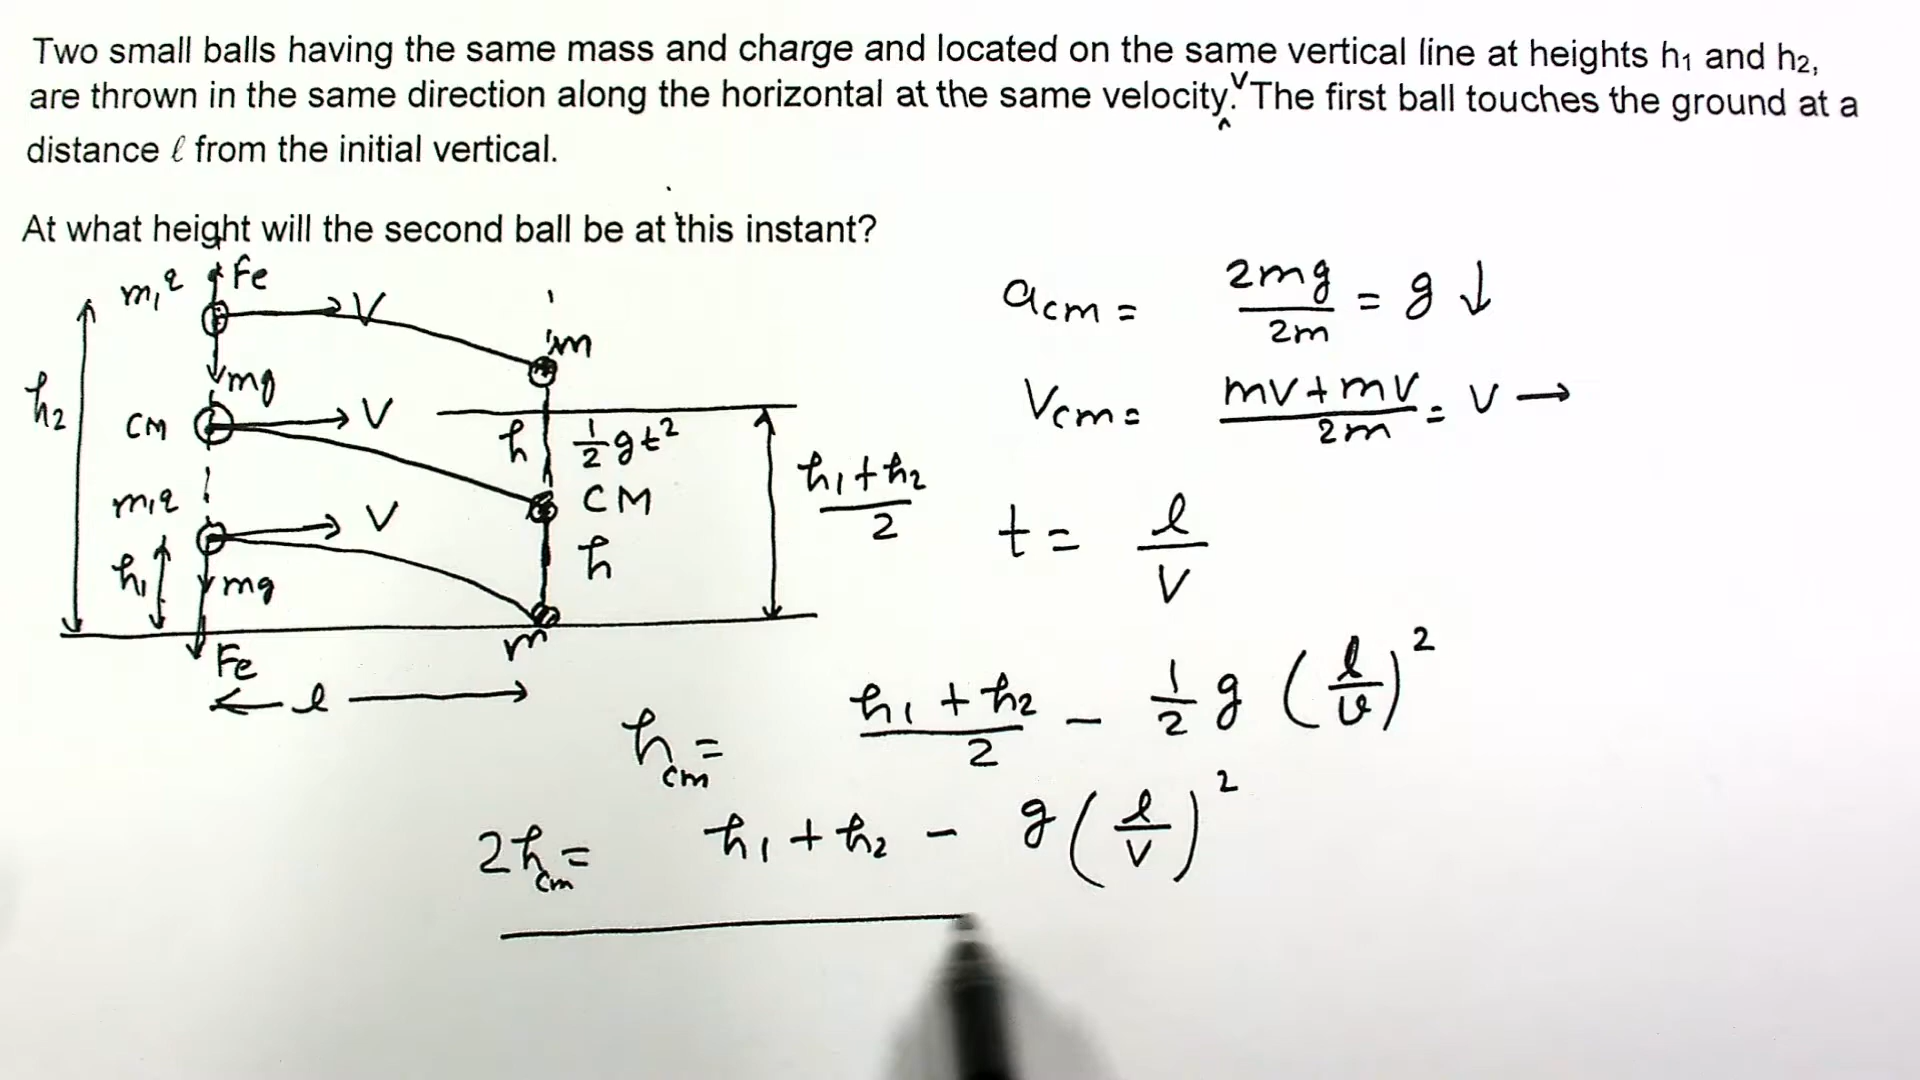 Two small balls having the same mass and charge and located on the same vertical line at heights h₁ and h₂,
are thrown in the same direction along the horizontal at the same velocity. V The first ball touches the ground at a
distance ℓ from the initial vertical.
At what height will the second ball be at this instant?
m,q Fe
V
m
mg
h₂
CM
V
h ½gt²
m,q
V
CM
h₁
mg
h
(h₁+h₂)/2
Fe
m
l
a_cm = 2mg/2m = g ↓
V_cm = (mv+mv)/2m = v →
t = l/V
h_cm = (h₁+h₂)/2 - ½g(l/v)²
2h_cm = h₁+h₂ - g(l/v)²